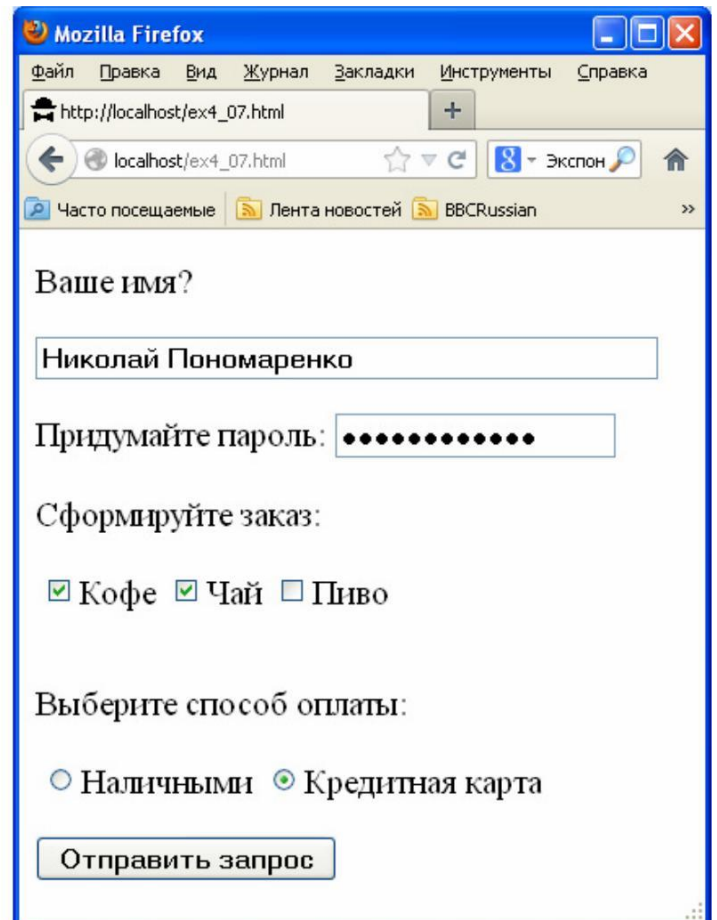 Mozilla Firefox
Файл Правка Вид Журнал Закладки Инструменты Справка
http://localhost/ex4_07.html +
localhost/ex4_07.html 8 Экспон
Часто посещаемые Лента новостей BBCRussian »
Ваше имя?
Николай Пономаренко
Придумайте пароль: ••••••••••••
Сформируйте заказ:
Кофе Чай Пиво
Выберите способ оплаты:
Наличными Кредитная карта
Отправить запрос